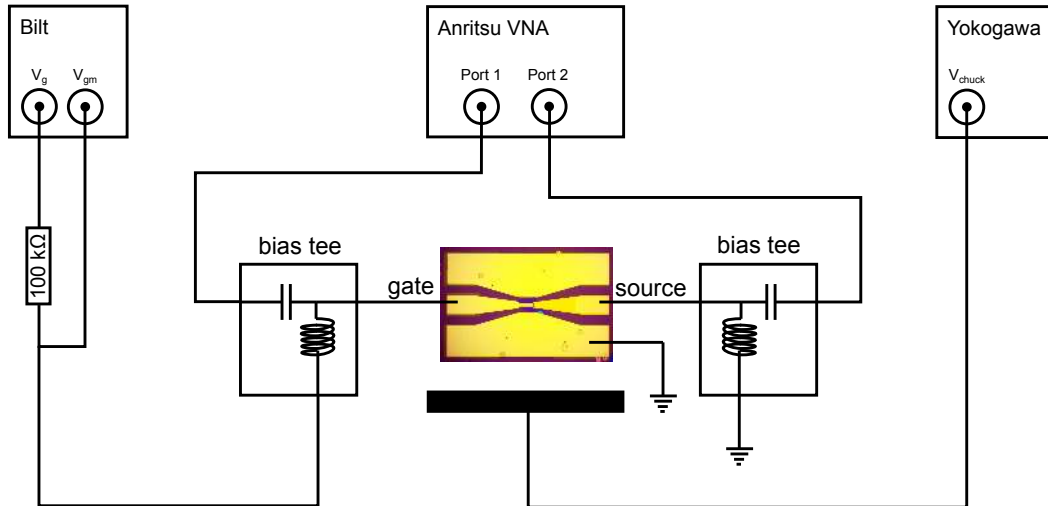 Bilt
Anritsu VNA
Yokogawa
Vg
Vgm
Port 1
Port 2
Vchuck
100 kΩ
bias tee
bias tee
gate
source